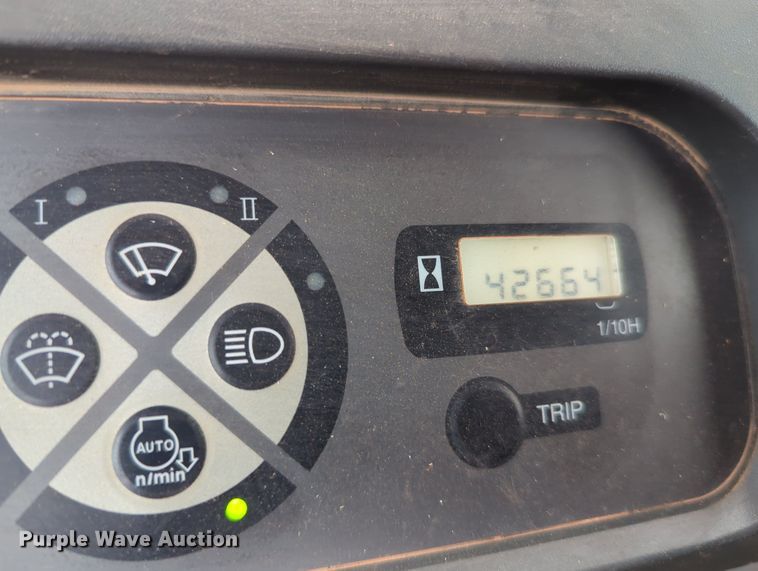 I
II
42664
1/10H
TRIP
AUTO
n/min
Purple Wave Auction